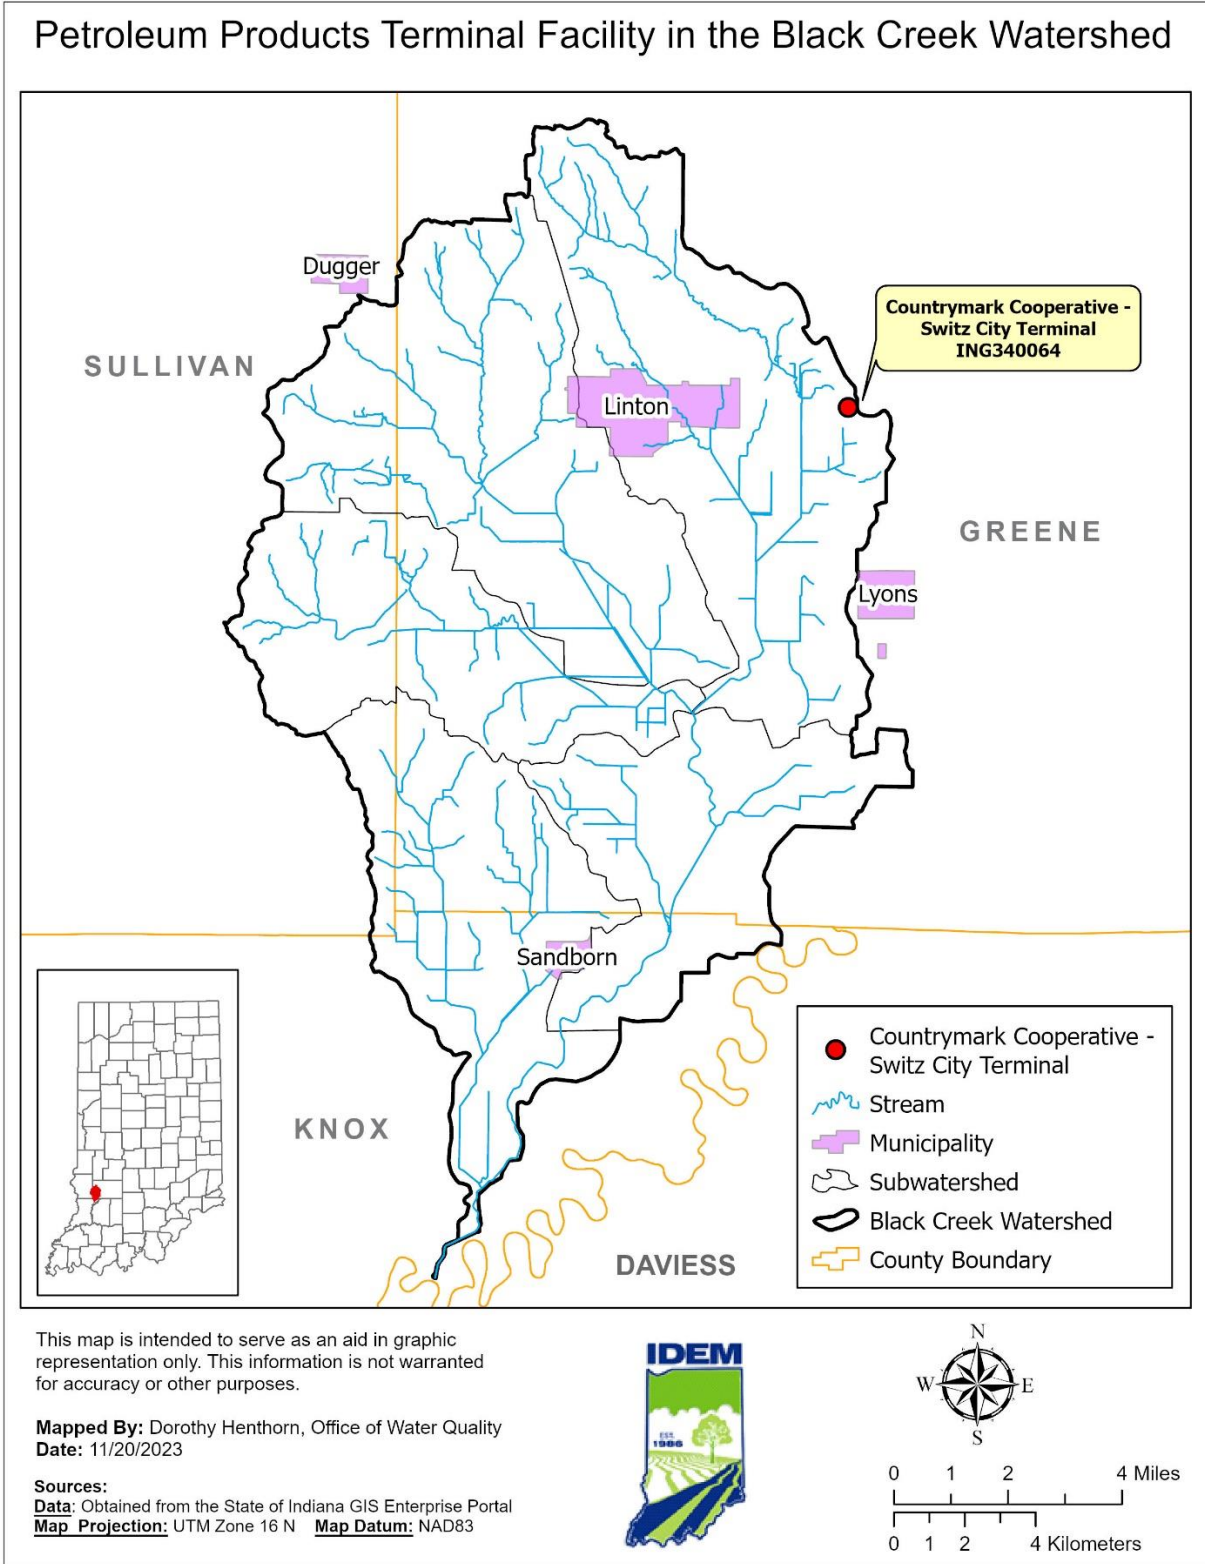 Petroleum Products Terminal Facility in the Black Creek Watershed
Dugger
SULLIVAN
Countrymark Cooperative -
Switz City Terminal
ING340064
Linton
GREENE
Lyons
Sandborn
KNOX
DAVIESS
Countrymark Cooperative -
Switz City Terminal
Stream
Municipality
Subwatershed
Black Creek Watershed
County Boundary
This map is intended to serve as an aid in graphic
representation only. This information is not warranted
for accuracy or other purposes.
Mapped By: Dorothy Henthorn, Office of Water Quality
Date: 11/20/2023
Sources:
Data: Obtained from the State of Indiana GIS Enterprise Portal
Map Projection: UTM Zone 16 N Map Datum: NAD83
IDEM
EST.
1986
N
W E
S
0 1 2 4 Miles
0 1 2 4 Kilometers